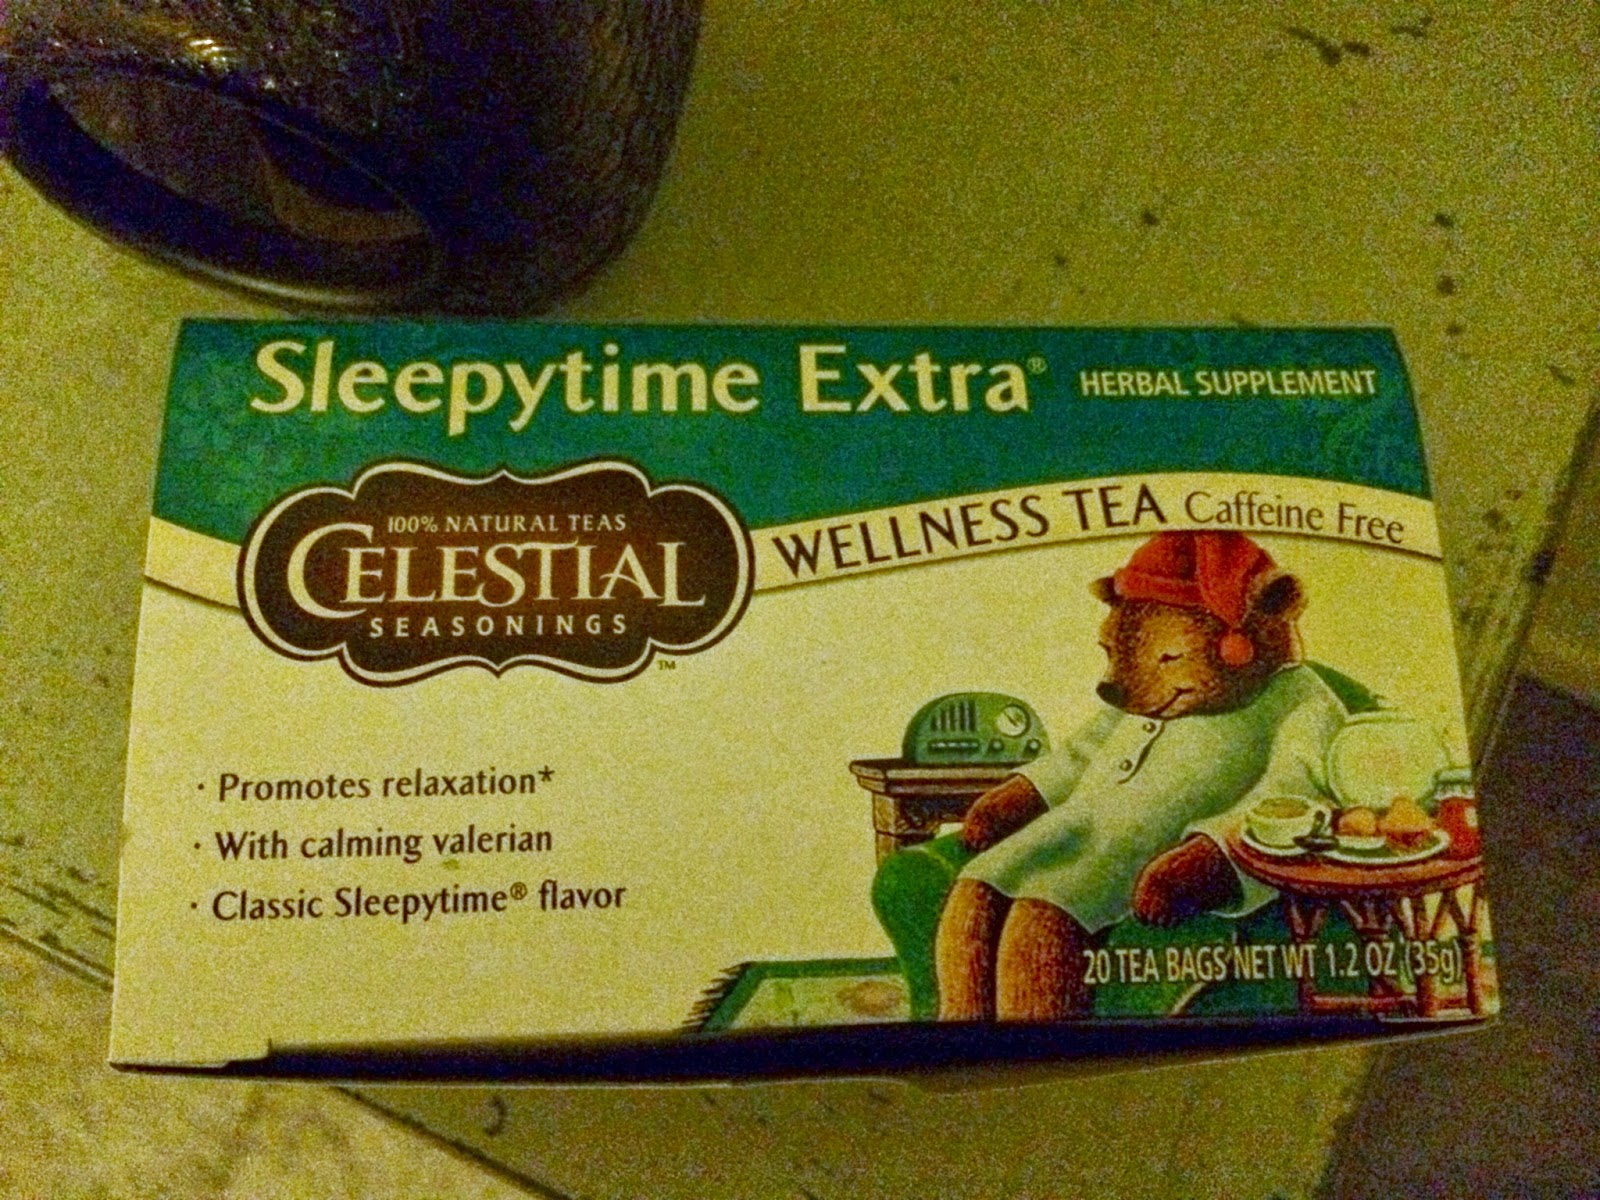 Sleepytime Extra® HERBAL SUPPLEMENT
WELLNESS TEA Caffeine Free
100% NATURAL TEAS
CELESTIAL
SEASONINGS
TM
· Promotes relaxation*
· With calming valerian
· Classic Sleepytime® flavor
20 TEA BAGS NET WT 1.2 OZ (35g)